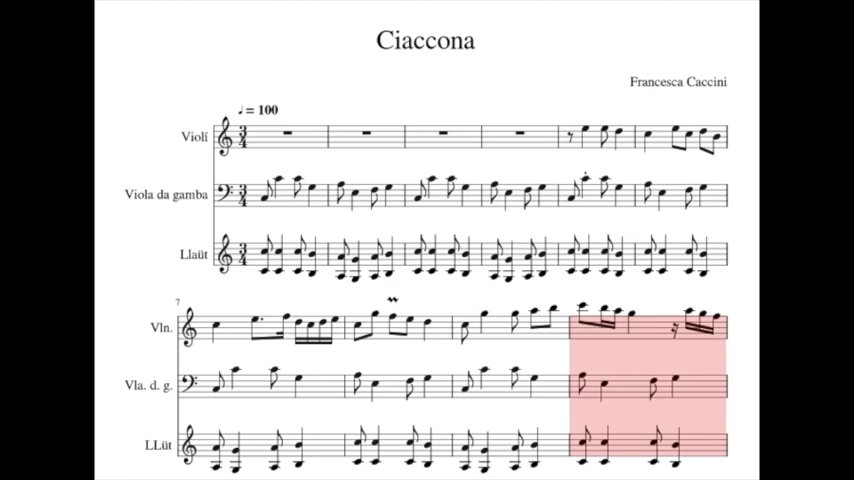 Ciaccona
Francesca Caccini
♩ = 100
Violí
Viola da gamba
Llaüt
7
Vln.
Vla. d. g.
LLüt